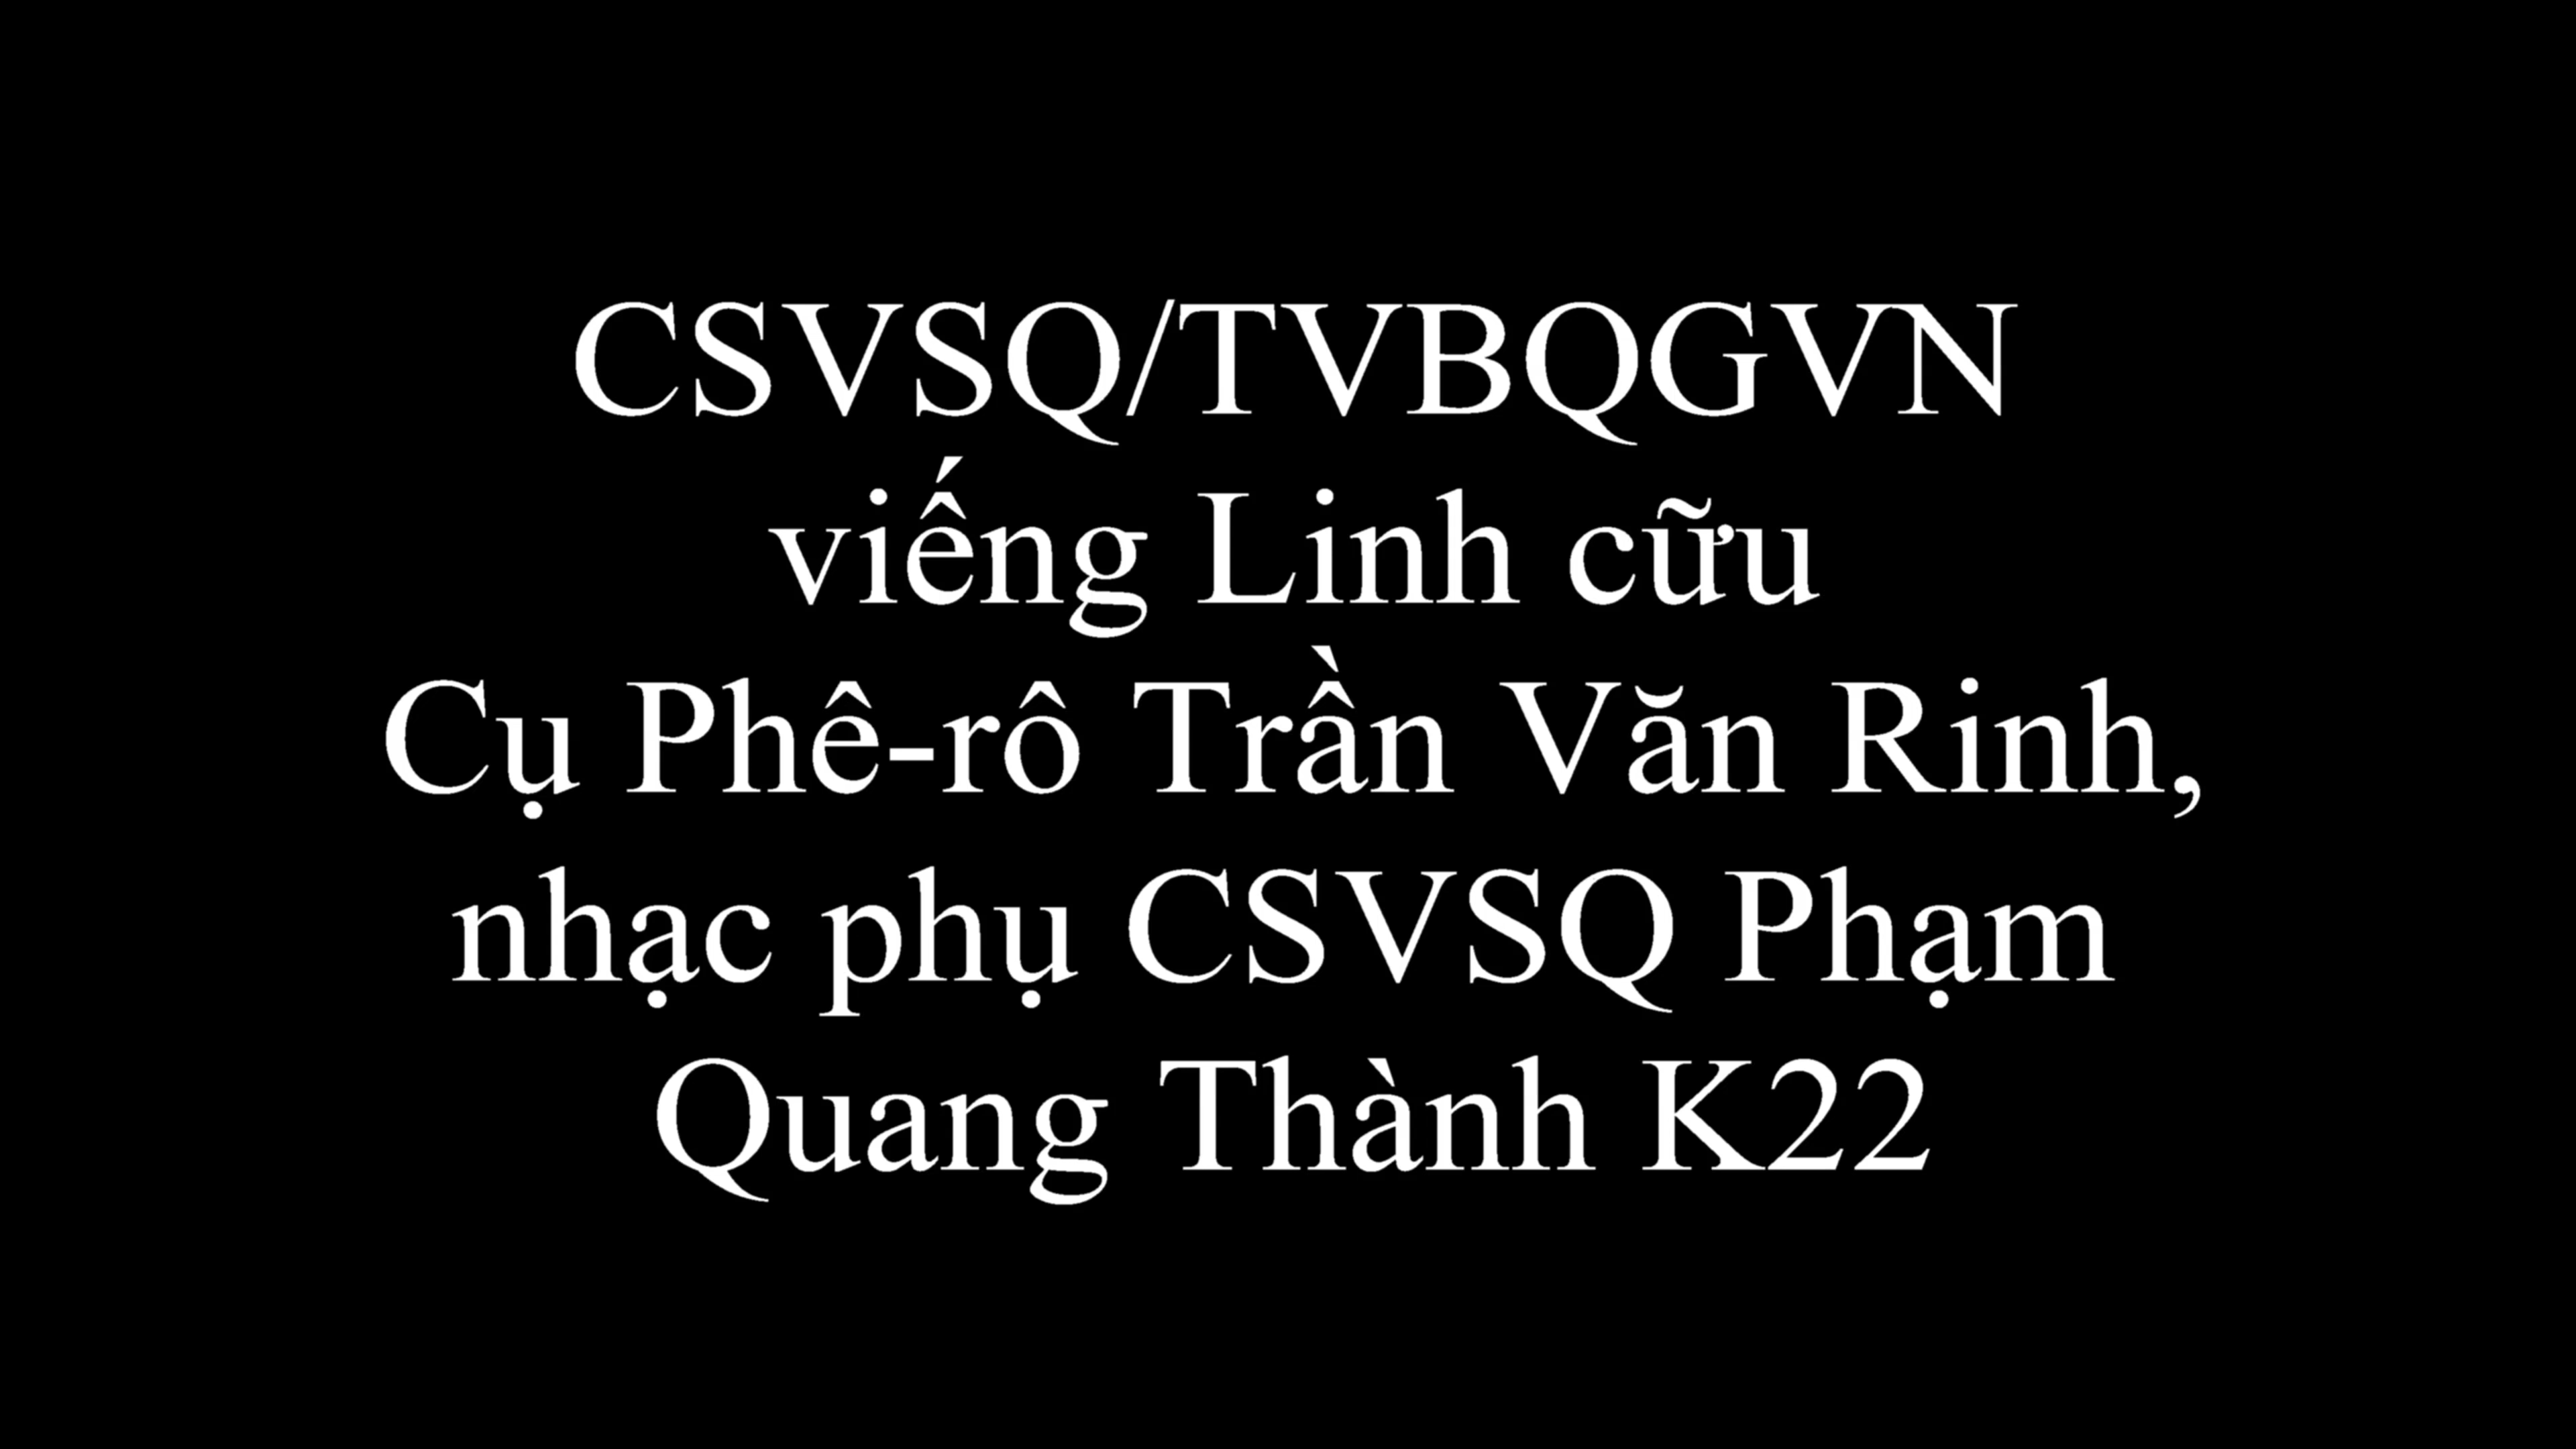 CSVSQ/TVBQGVN
viếng Linh cữu
Cụ Phê-rô Trần Văn Rinh,
nhạc phụ CSVSQ Phạm
Quang Thành K22